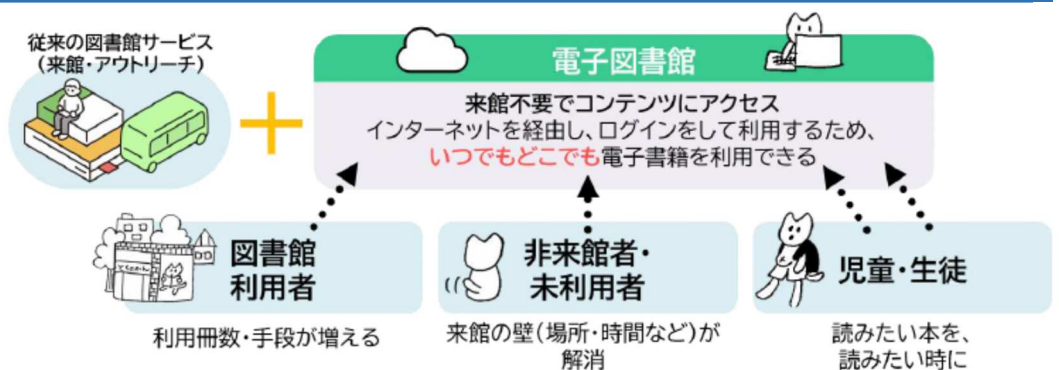 従来の図書館サービス
(来館・アウトリーチ)
電子図書館
来館不要でコンテンツにアクセス
インターネットを経由し、ログインをして利用するため、
いつでもどこでも電子書籍を利用できる
図書館
利用者
利用冊数・手段が増える
非来館者・
未利用者
来館の壁(場所・時間など)が
解消
児童・生徒
読みたい本を、
読みたい時に